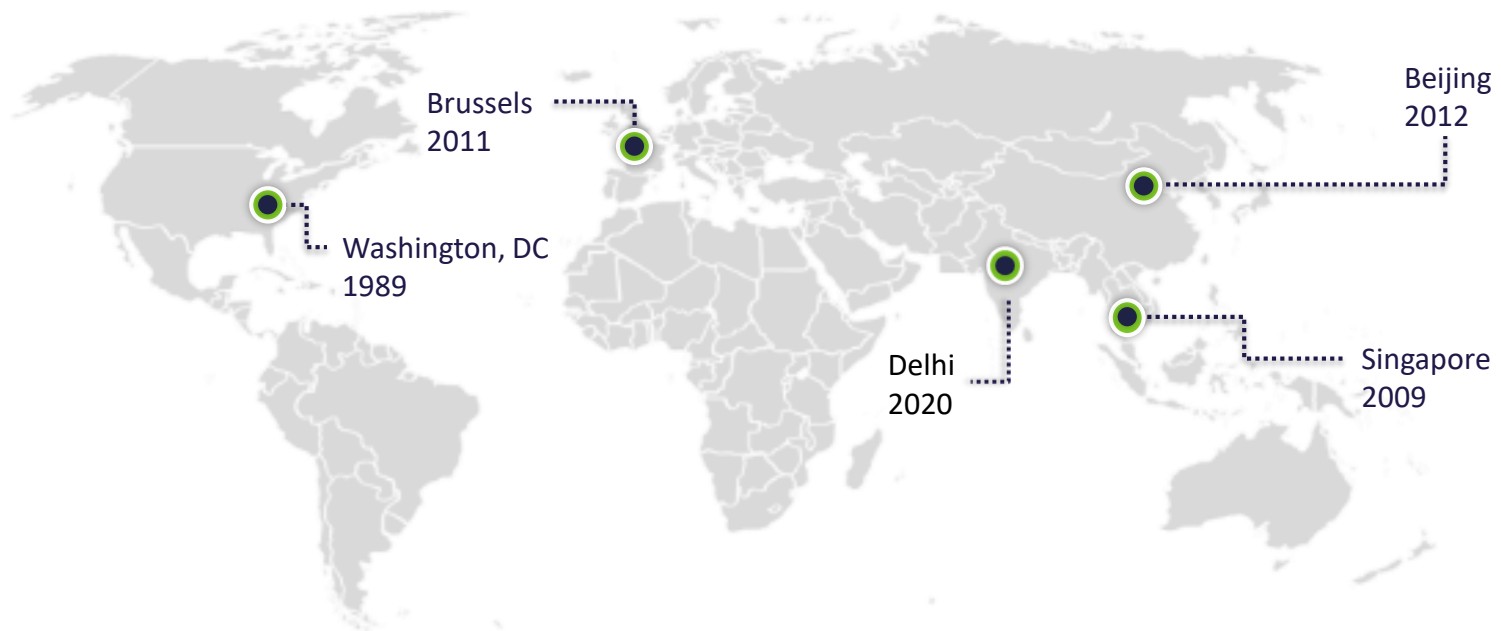 Brussels
2011
Beijing
2012
Washington, DC
1989
Delhi
2020
Singapore
2009